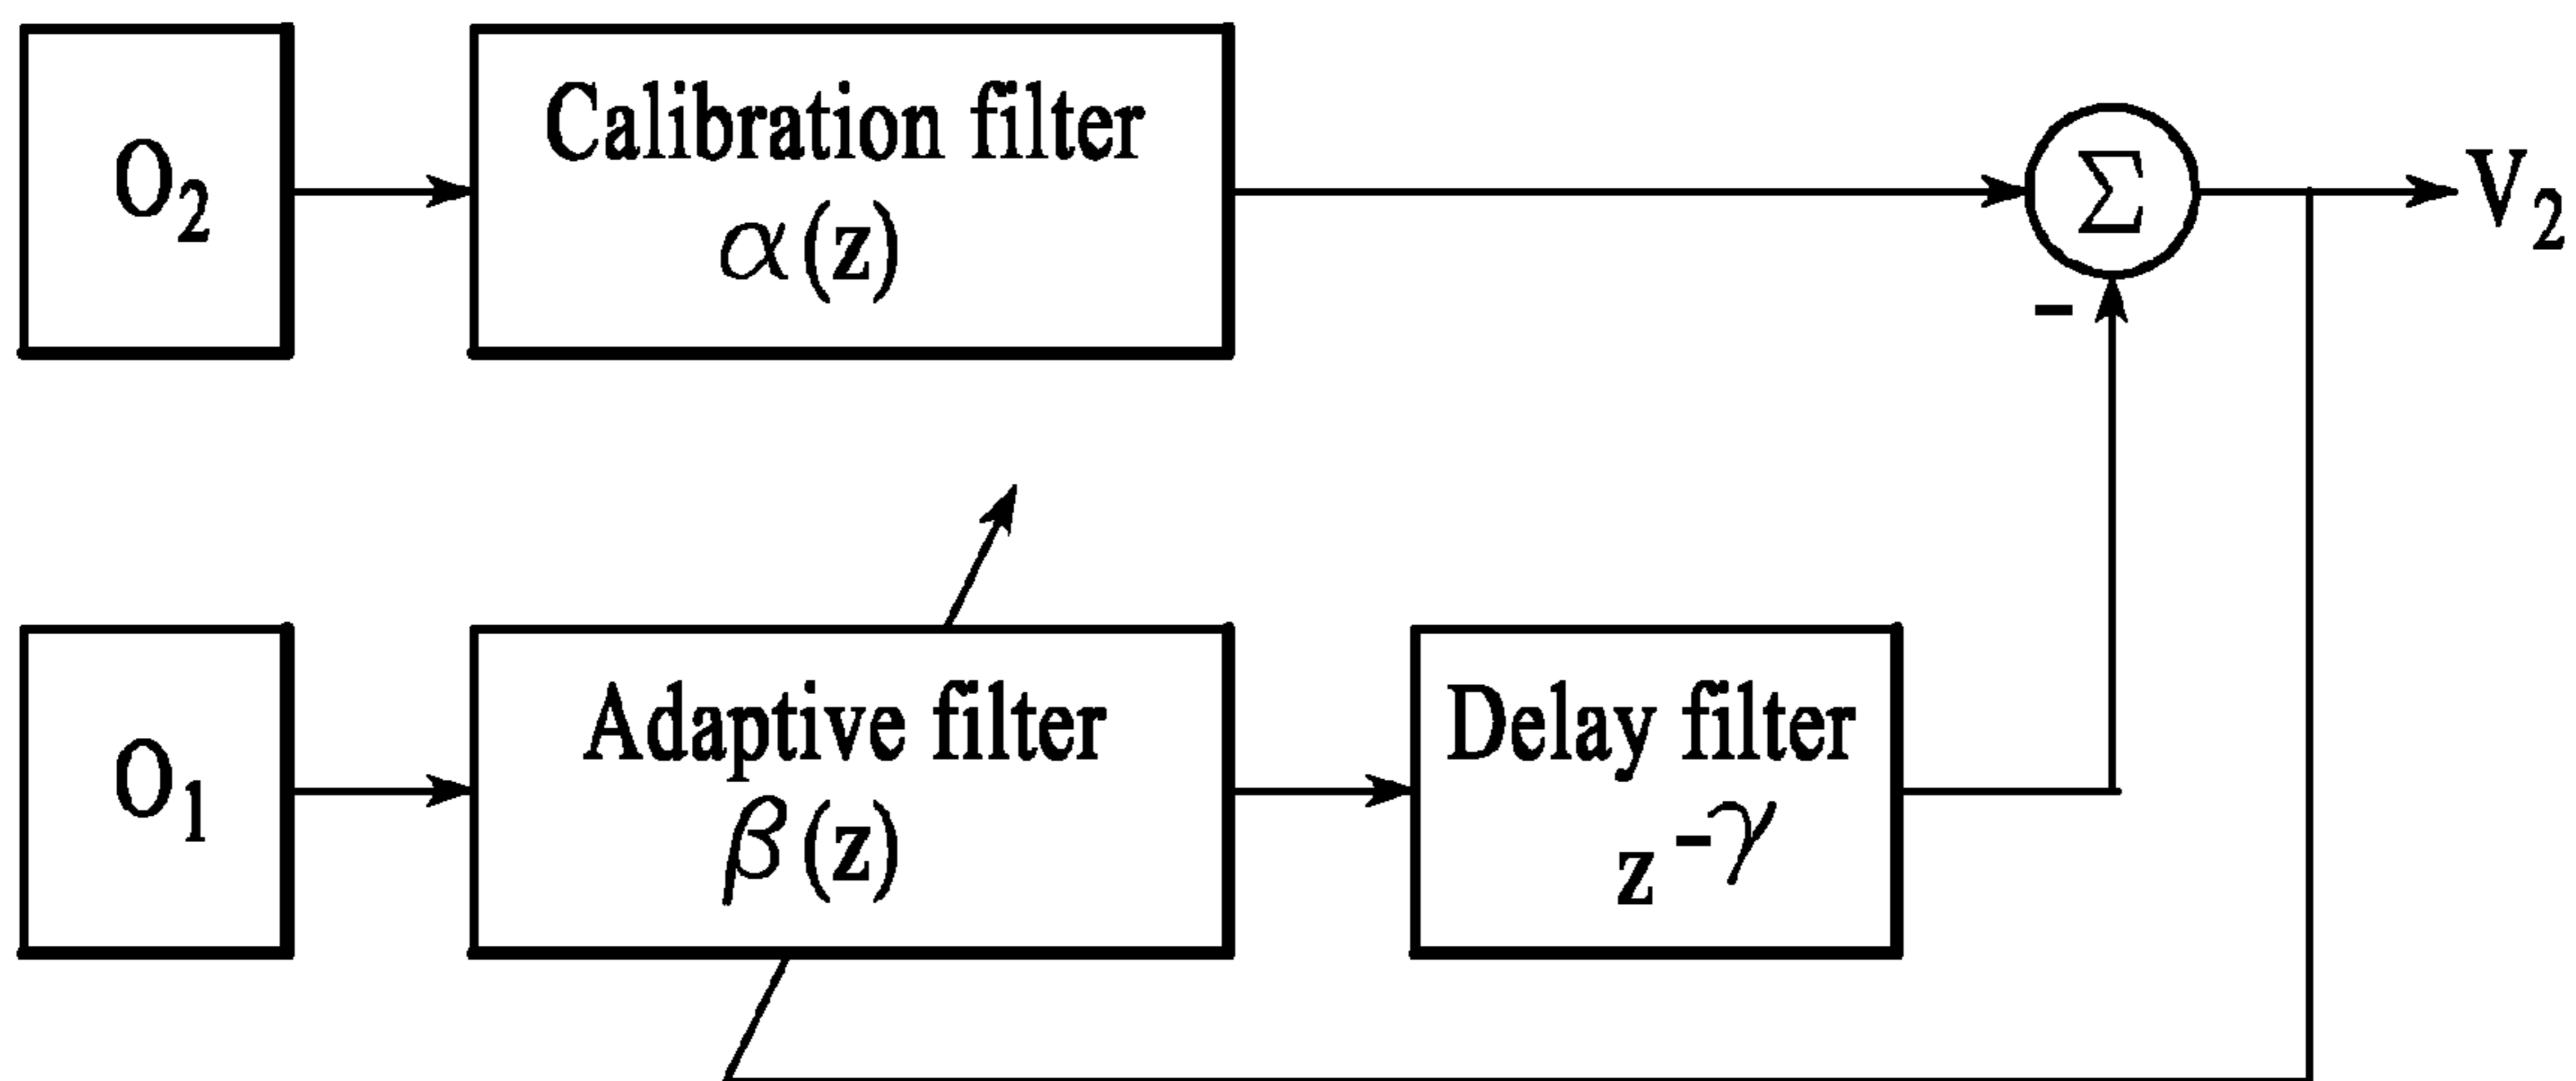 O₂
Calibration filter
α(z)
Σ
V₂
-
O₁
Adaptive filter
β(z)
Delay filter
z⁻ᵞ